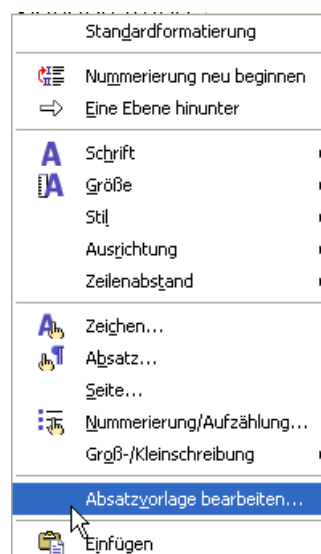 Standardformatierung
Nummerierung neu beginnen
Eine Ebene hinunter
Schrift
Größe
Stil
Ausrichtung
Zeilenabstand
Zeichen...
Absatz...
Seite...
Nummerierung/Aufzählung...
Groß-/Kleinschreibung
Absatzvorlage bearbeiten...
Einfügen